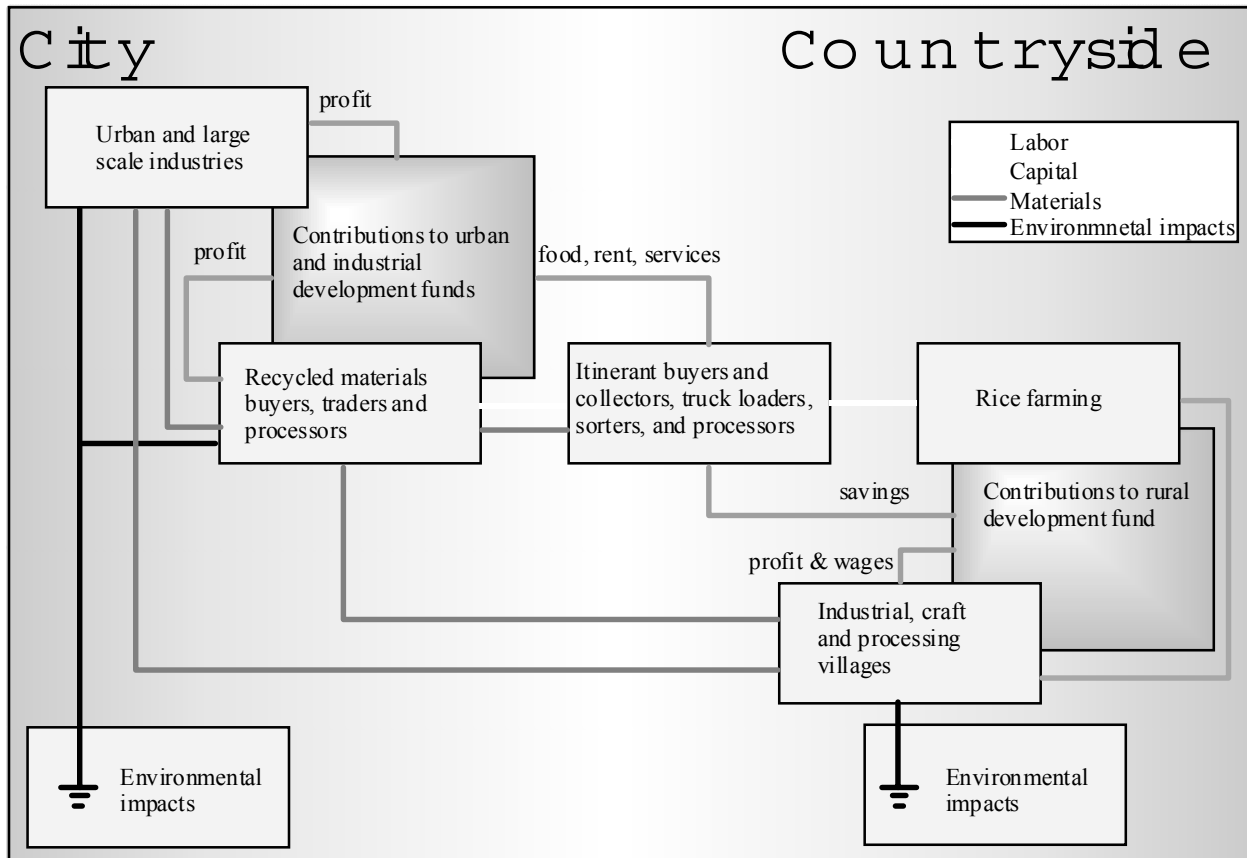 City
Countryside
profit
Urban and large
scale industries
Labor
Capital
Materials
Environmnetal impacts
Contributions to urban
and industrial
development funds
profit
food, rent, services
Recycled materials
buyers, traders and
processors
Itinerant buyers and
collectors, truck loaders,
sorters, and processors
Rice farming
savings
Contributions to rural
development fund
profit & wages
Industrial, craft
and processing
villages
Environmental
impacts
Environmental
impacts